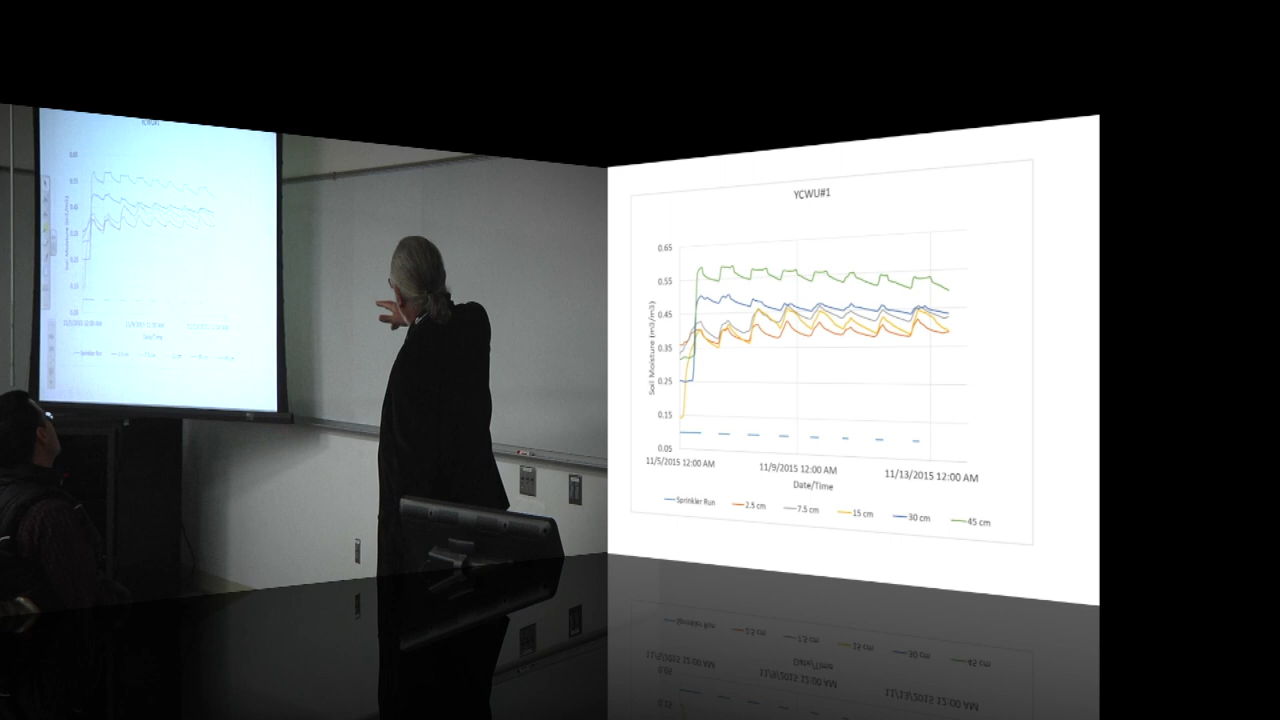 YCWU#1
0.65
0.55
0.45
0.35
0.25
0.15
0.05
Soil Moisture (m3/m3)
11/5/2015 12:00 AM 11/9/2015 12:00 AM 11/13/2015 12:00 AM
Date/Time
Sprinkler Run 2.5 cm 7.5 cm 15 cm 30 cm 45 cm